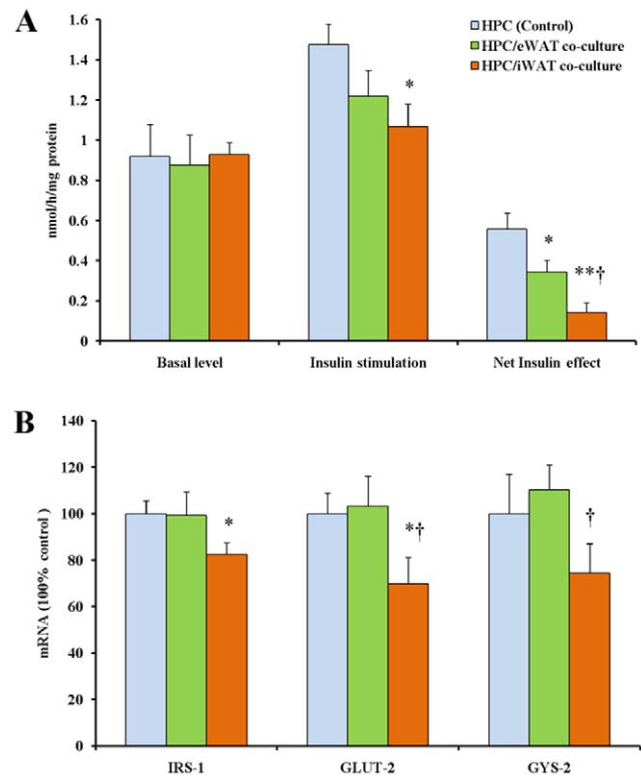 A
1.6
1.4
1.2
1
0.8
0.6
0.4
0.2
0
nmol/h/mg protein
HPC (Control)
HPC/eWAT co-culture
HPC/iWAT co-culture
*
*
**†
Basal level
Insulin stimulation
Net Insulin effect
B
140
120
100
80
60
40
20
0
mRNA (100% control )
*
*†
†
IRS-1
GLUT-2
GYS-2